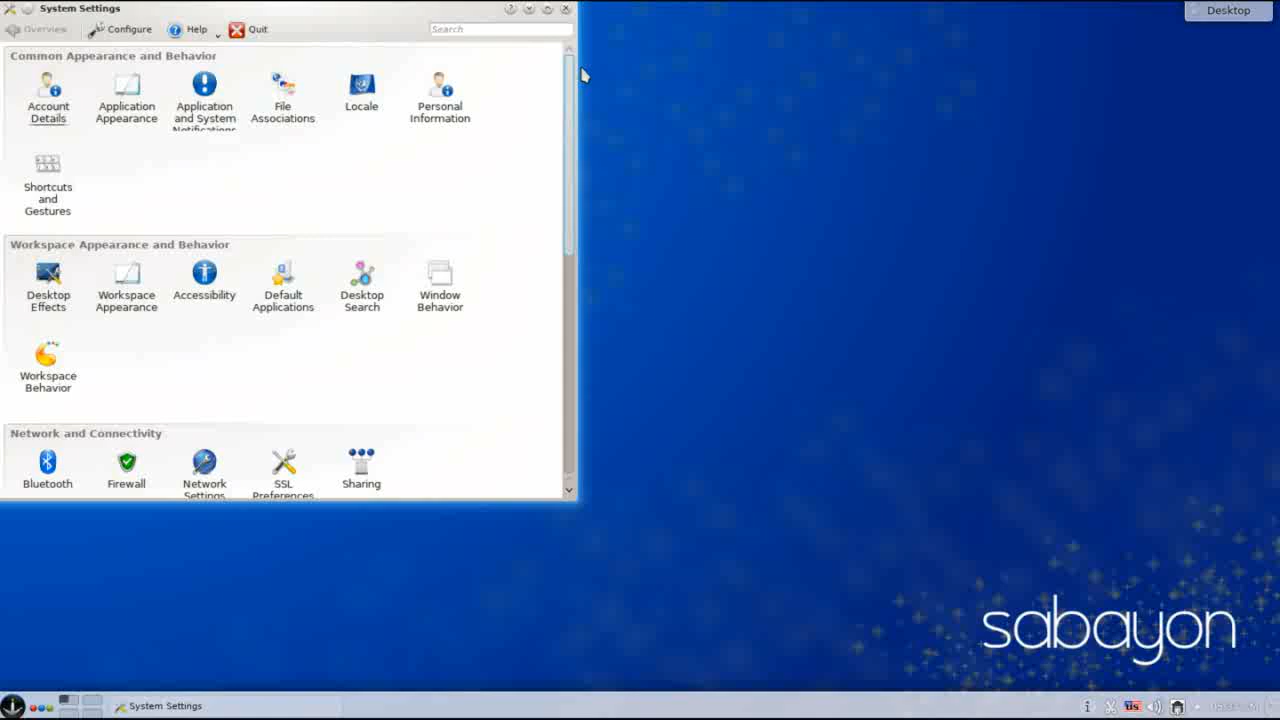 System Settings
Desktop
Overview
Configure
Help
Quit
Search
Common Appearance and Behavior
Account
Details
Application
Appearance
Application
and System
Notifications
File
Associations
Locale
Personal
Information
Shortcuts
and
Gestures
Workspace Appearance and Behavior
Desktop
Effects
Workspace
Appearance
Accessibility
Default
Applications
Desktop
Search
Window
Behavior
Workspace
Behavior
Network and Connectivity
Bluetooth
Firewall
Network
Settings
SSL
Preferences
Sharing
sabayon
System Settings
us